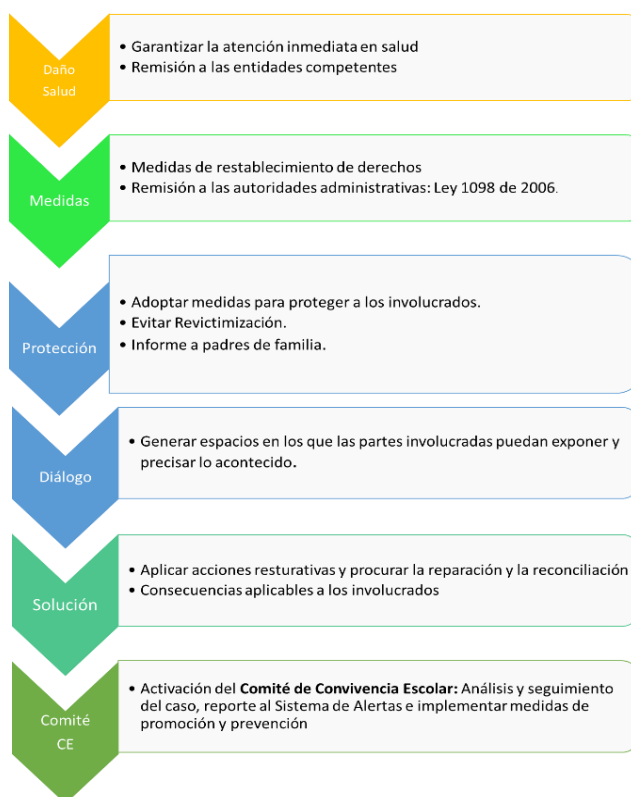 Daño
Salud
• Garantizar la atención inmediata en salud
• Remisión a las entidades competentes
Medidas
• Medidas de restablecimiento de derechos
• Remisión a las autoridades administrativas: Ley 1098 de 2006.
Protección
• Adoptar medidas para proteger a los involucrados.
• Evitar Revictimización.
• Informe a padres de familia.
Diálogo
• Generar espacios en los que las partes involucradas puedan exponer y
precisar lo acontecido.
Solución
• Aplicar acciones resturativas y procurar la reparación y la reconciliación
• Consecuencias aplicables a los involucrados
Comité
CE
• Activación del Comité de Convivencia Escolar: Análisis y seguimiento
del caso, reporte al Sistema de Alertas e implementar medidas de
promoción y prevención